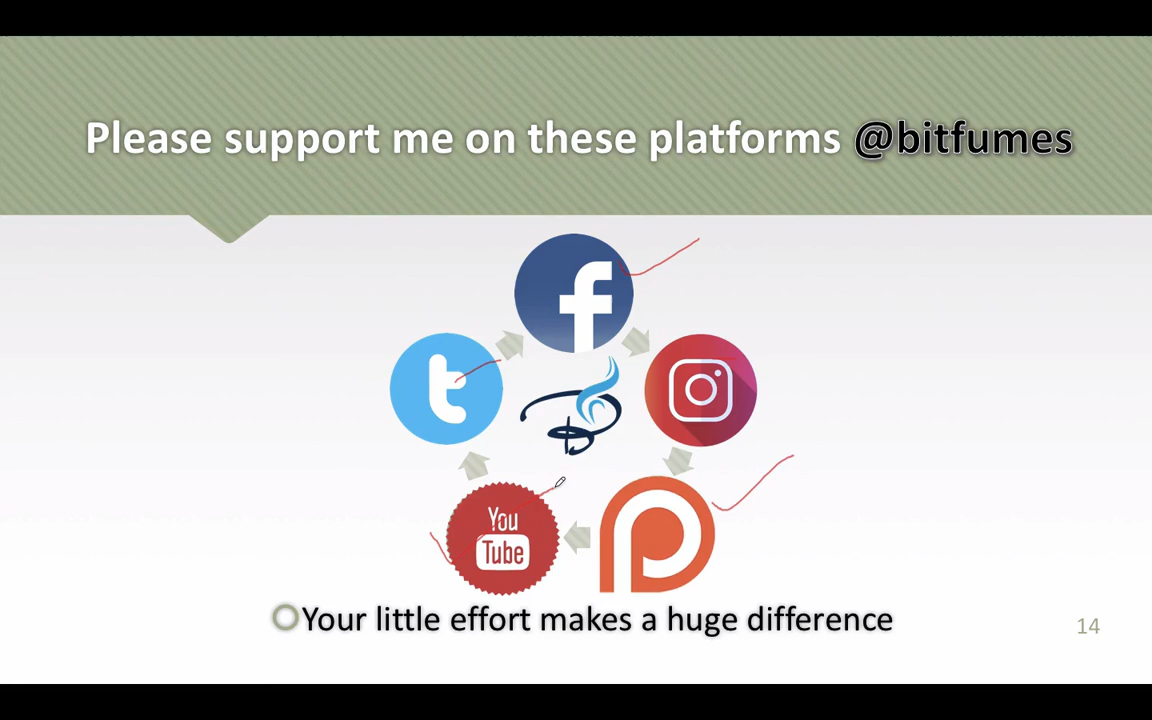 Please support me on these platforms @bitfumes
You
Tube
Your little effort makes a huge difference
14